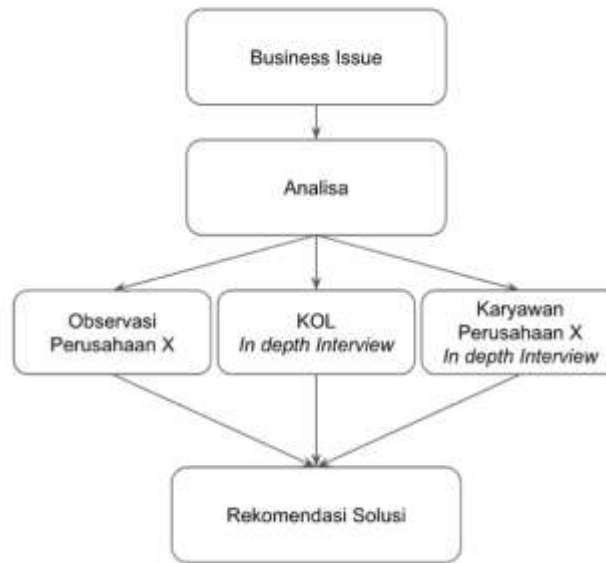 Business Issue
Analisa
Observasi
Perusahaan X
KOL
In depth Interview
Karyawan
Perusahaan X
In depth Interview
Rekomendasi Solusi